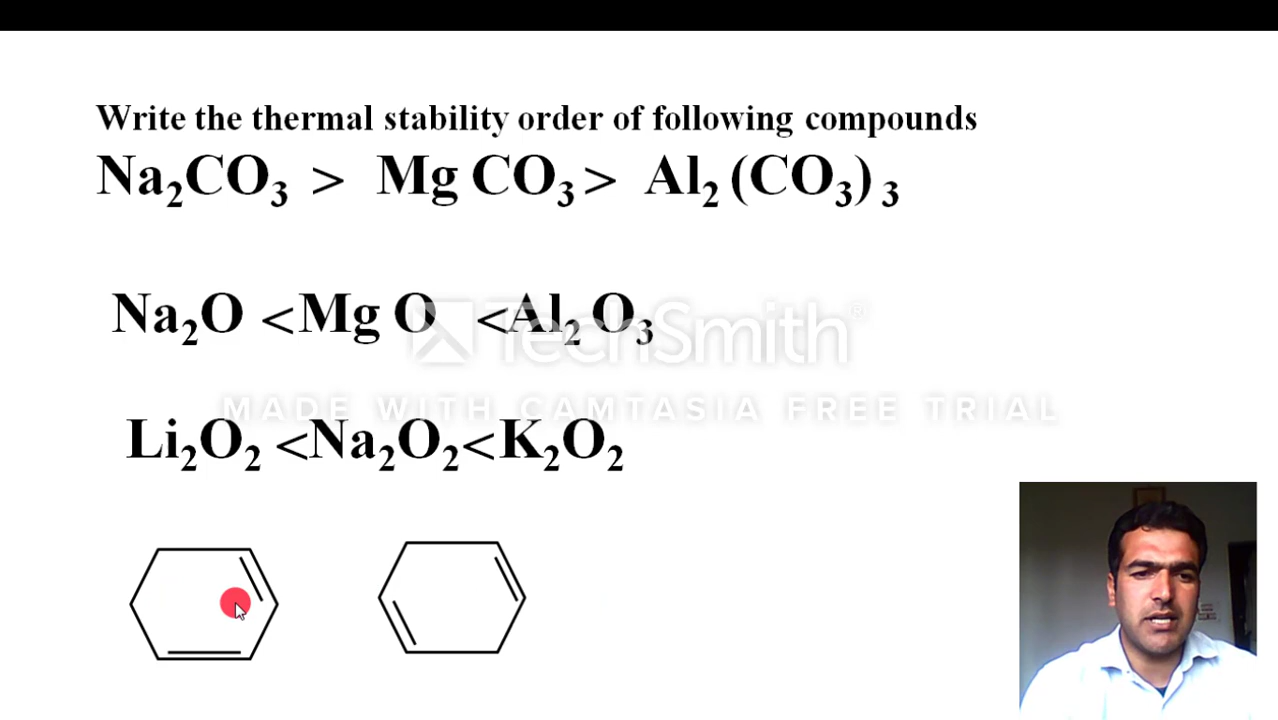 Write the thermal stability order of following compounds
Na₂CO₃ > Mg CO₃ > Al₂ (CO₃) ₃
Na₂O <Mg O <Al₂ O₃
TechSmith®
MADE WITH CAMTASIA FREE TRIAL
Li₂O₂ <Na₂O₂<K₂O₂